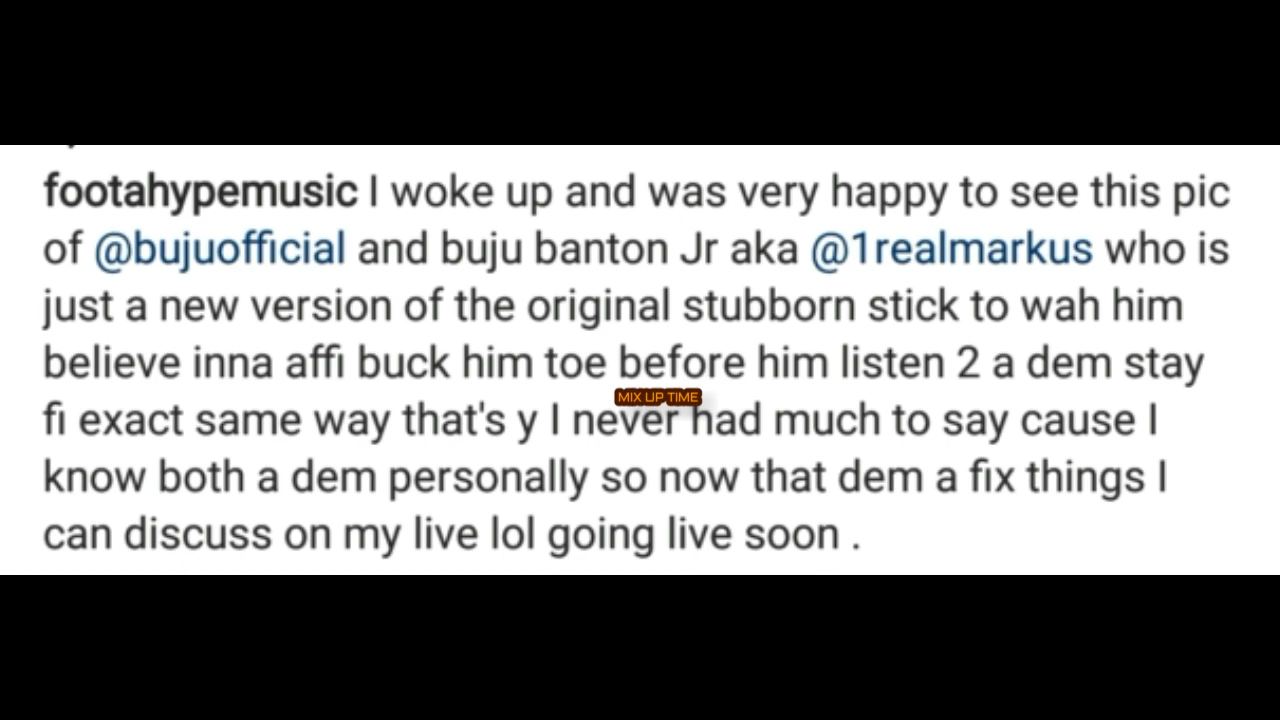 footahypemusic I woke up and was very happy to see this pic
of @bujuofficial and buju banton Jr aka @1realmarkus who is
just a new version of the original stubborn stick to wah him
believe inna affi buck him toe before him listen 2 a dem stay
MIX UP TIME
fi exact same way that's y I never had much to say cause I
know both a dem personally so now that dem a fix things I
can discuss on my live lol going live soon .